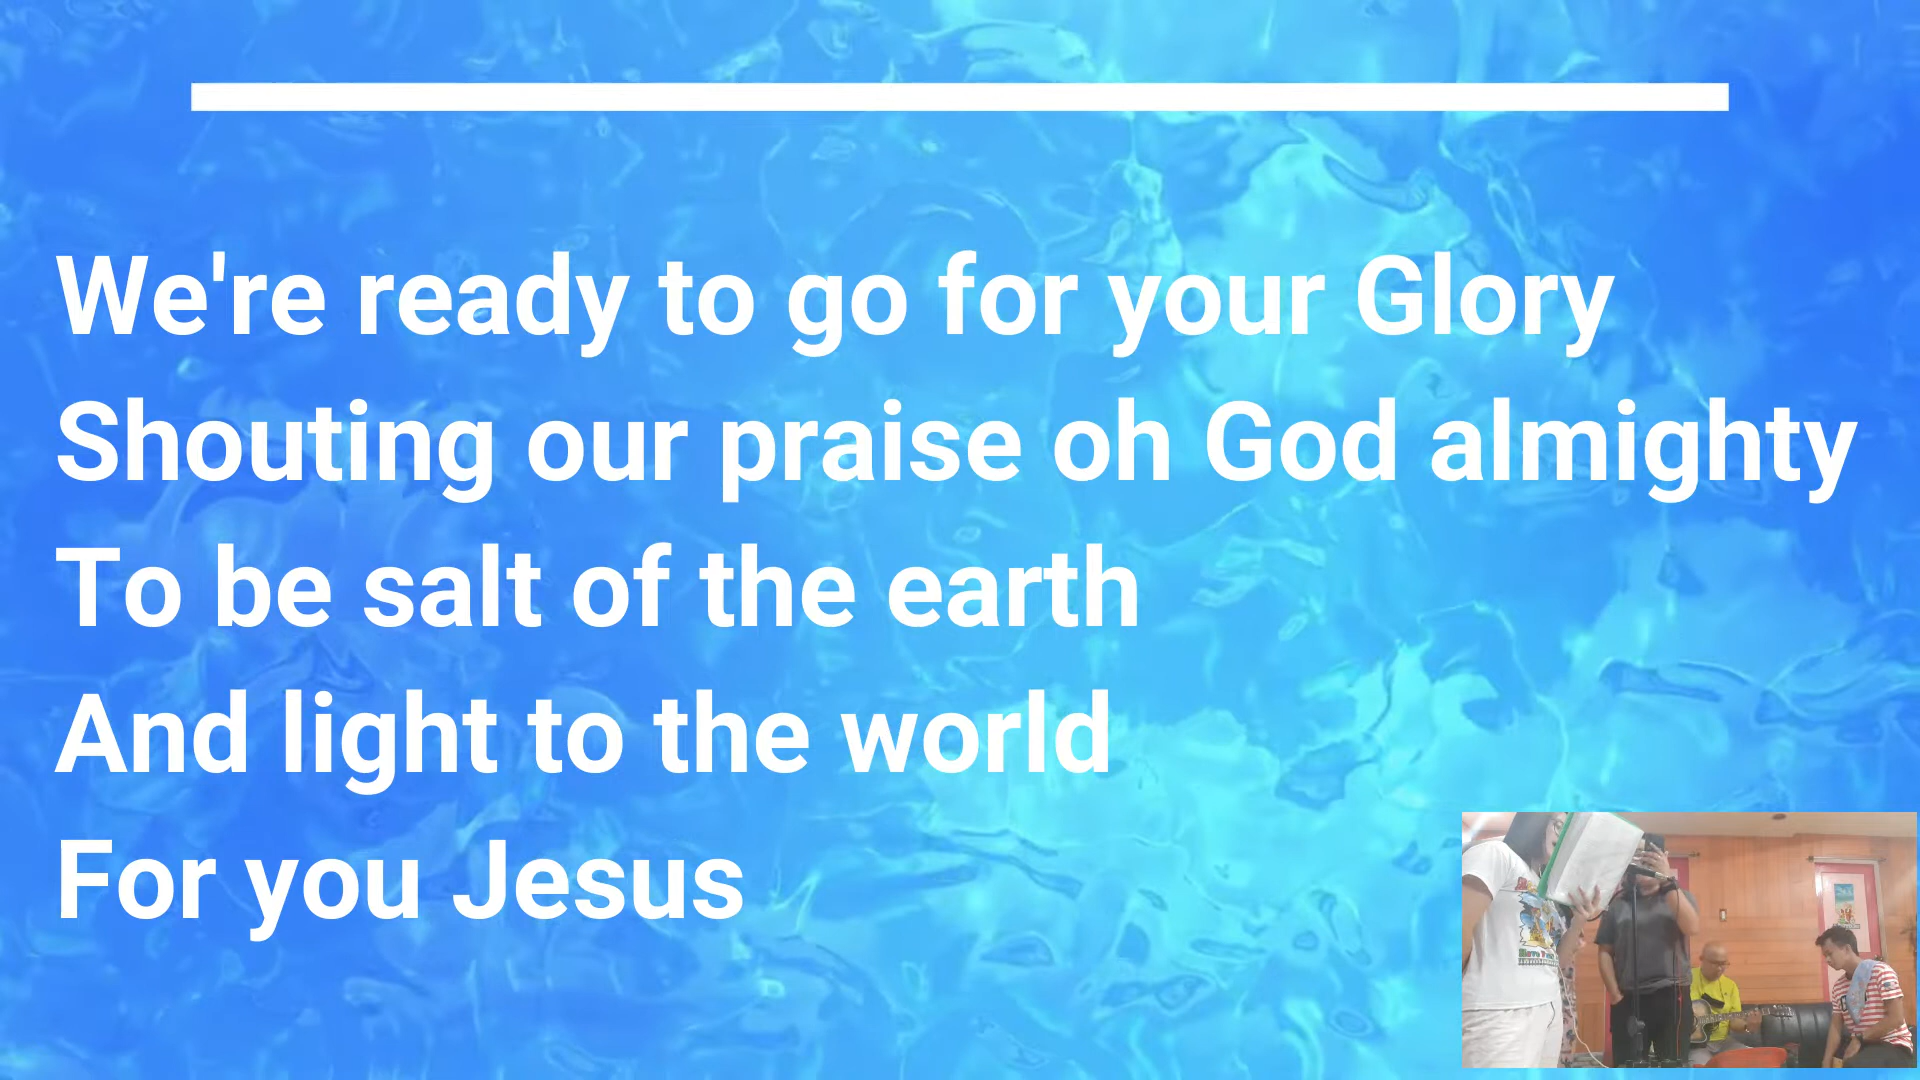 We're ready to go for your Glory
Shouting our praise oh God almighty
To be salt of the earth
And light to the world
For you Jesus